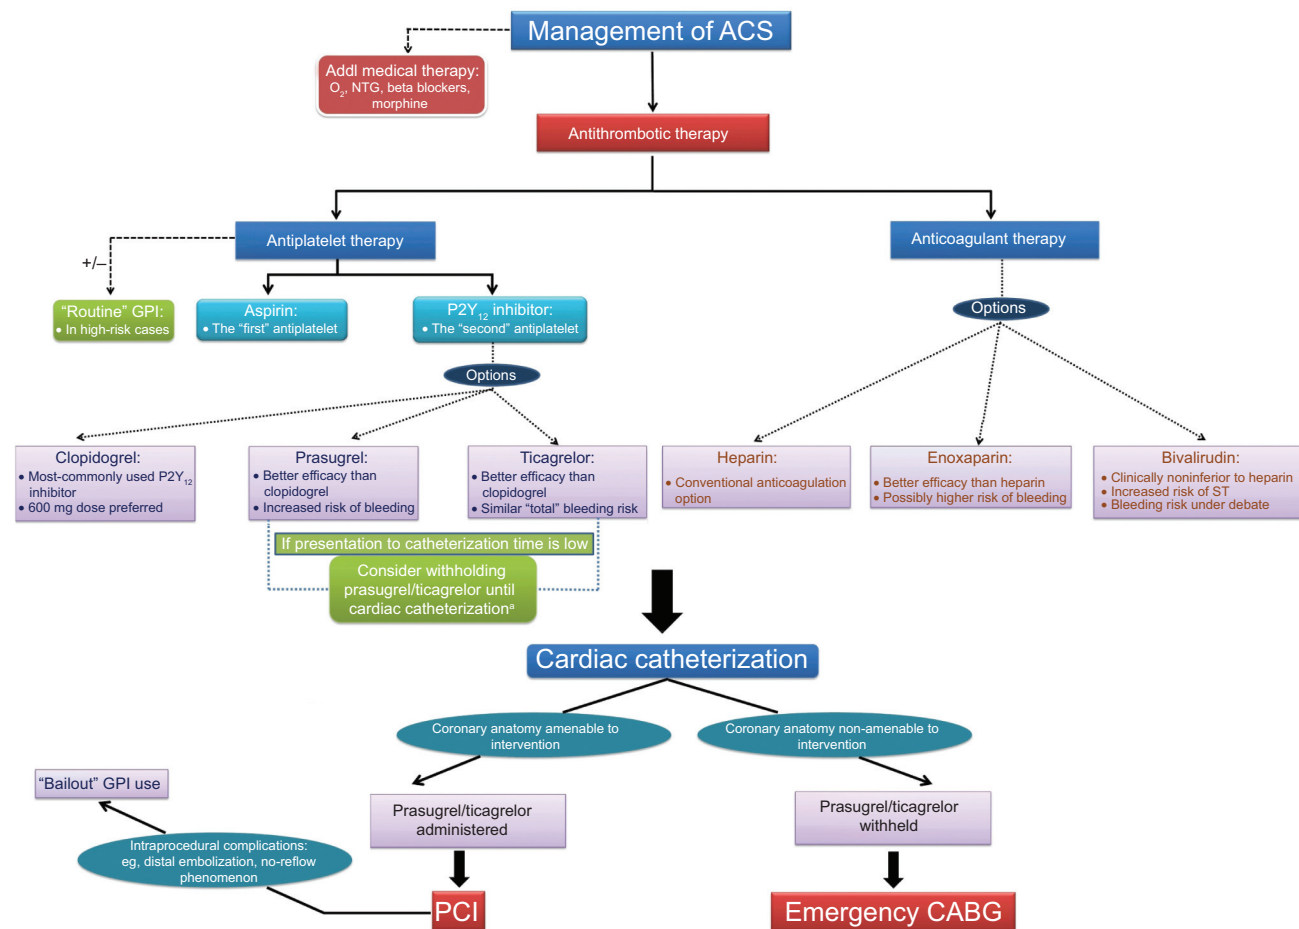 Management of ACS
Addl medical therapy:
O₂, NTG, beta blockers,
morphine
Antithrombotic therapy
Antiplatelet therapy
Anticoagulant therapy
+/–
"Routine" GPI:
• In high-risk cases
Aspirin:
• The "first" antiplatelet
P2Y₁₂ inhibitor:
• The "second" antiplatelet
Options
Options
Clopidogrel:
• Most-commonly used P2Y₁₂
inhibitor
• 600 mg dose preferred
Prasugrel:
• Better efficacy than
clopidogrel
• Increased risk of bleeding
Ticagrelor:
• Better efficacy than
clopidogrel
• Similar "total" bleeding risk
Heparin:
• Conventional anticoagulation
option
Enoxaparin:
• Better efficacy than heparin
• Possibly higher risk of bleeding
Bivalirudin:
• Clinically noninferior to heparin
• Increased risk of ST
• Bleeding risk under debate
If presentation to catheterization time is low
Consider withholding
prasugrel/ticagrelor until
cardiac catheterizationᵃ
Cardiac catheterization
Coronary anatomy amenable to
intervention
Coronary anatomy non-amenable to
intervention
"Bailout" GPI use
Prasugrel/ticagrelor
administered
Prasugrel/ticagrelor
withheld
Intraprocedural complications:
eg, distal embolization, no-reflow
phenomenon
PCI
Emergency CABG